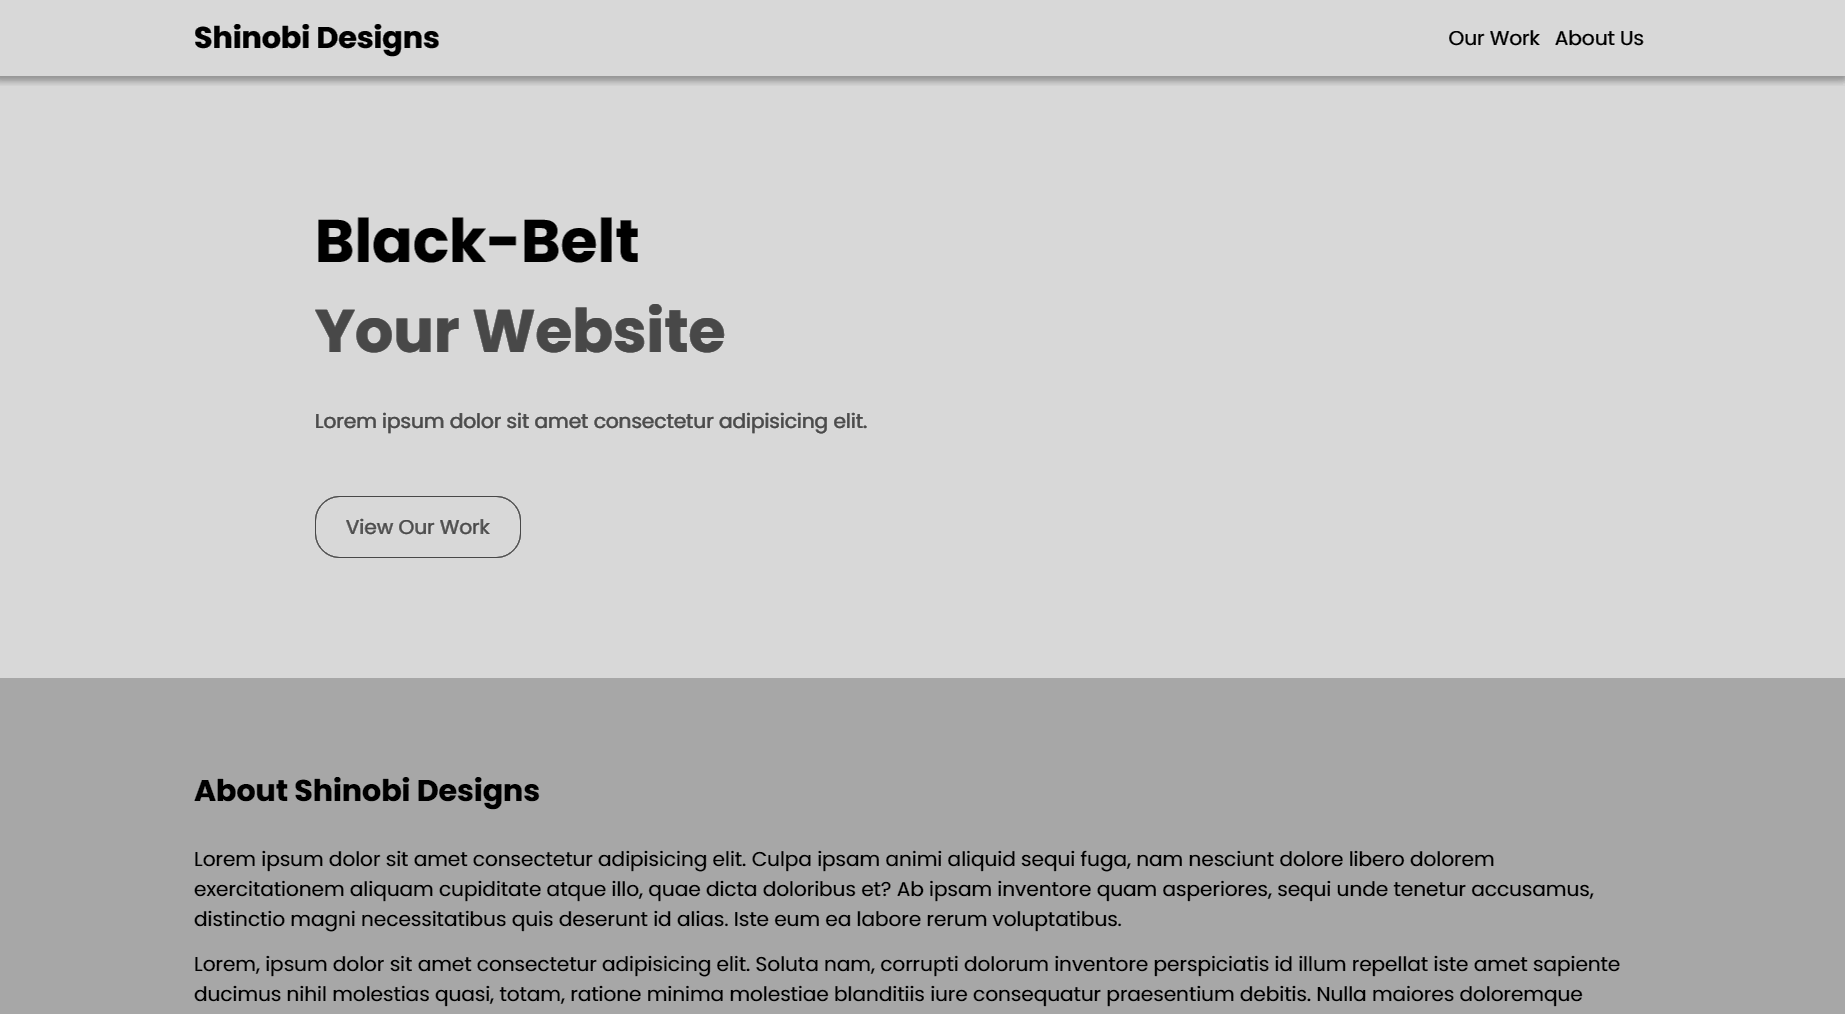 Shinobi Designs
Our Work About Us
Black-Belt
Your Website
Lorem ipsum dolor sit amet consectetur adipisicing elit.
View Our Work
About Shinobi Designs
Lorem ipsum dolor sit amet consectetur adipisicing elit. Culpa ipsam animi aliquid sequi fuga, nam nesciunt dolore libero dolorem
exercitationem aliquam cupiditate atque illo, quae dicta doloribus et? Ab ipsam inventore quam asperiores, sequi unde tenetur accusamus,
distinctio magni necessitatibus quis deserunt id alias. Iste eum ea labore rerum voluptatibus.
Lorem, ipsum dolor sit amet consectetur adipisicing elit. Soluta nam, corrupti dolorum inventore perspiciatis id illum repellat iste amet sapiente
ducimus nihil molestias quasi, totam, ratione minima molestiae blanditiis iure consequatur praesentium debitis. Nulla maiores doloremque